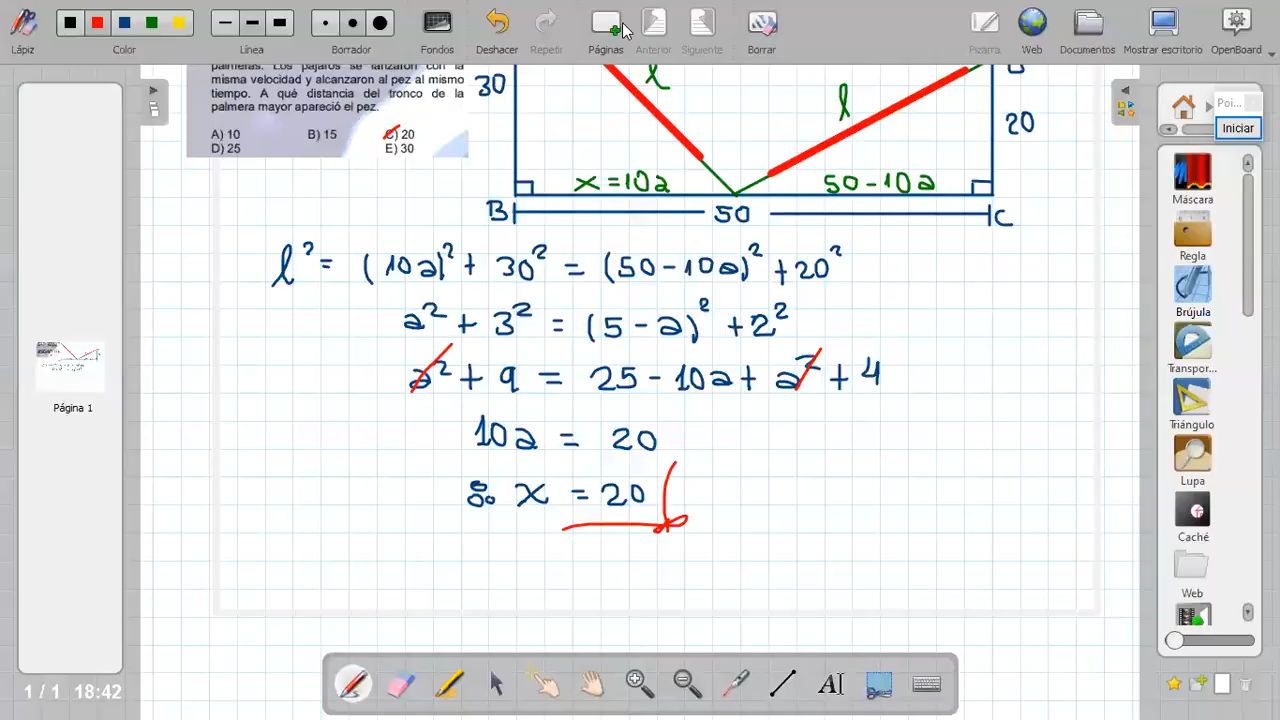 Lápiz
Color
Línea
Borrador
Fondos
Deshacer
Repetir
Páginas
Anterior
Siguiente
Borrar
Pizarra.
Web
Documentos
Mostrar escritorio
OpenBoard
palmeras. Los pájaros se lanzaron con la
misma velocidad y alcanzaron al pez al mismo
tiempo. A qué distancia del tronco de la
palmera mayor apareció el pez.
A) 10 B) 15 C) 20
D) 25 E) 30
30
l
l
20
x = 10a
50 - 10a
B
50
C
l² = (10a)² + 30² = (50 - 10a)² + 20²
a² + 3² = (5 - a)² + 2²
a² + 9 = 25 - 10a + a² + 4
10a = 20
x = 20
Página 1
1 / 1 18:42
Poi...
Iniciar
Máscara
Regla
Brújula
Transpor...
Triángulo
Lupa
Caché
Web